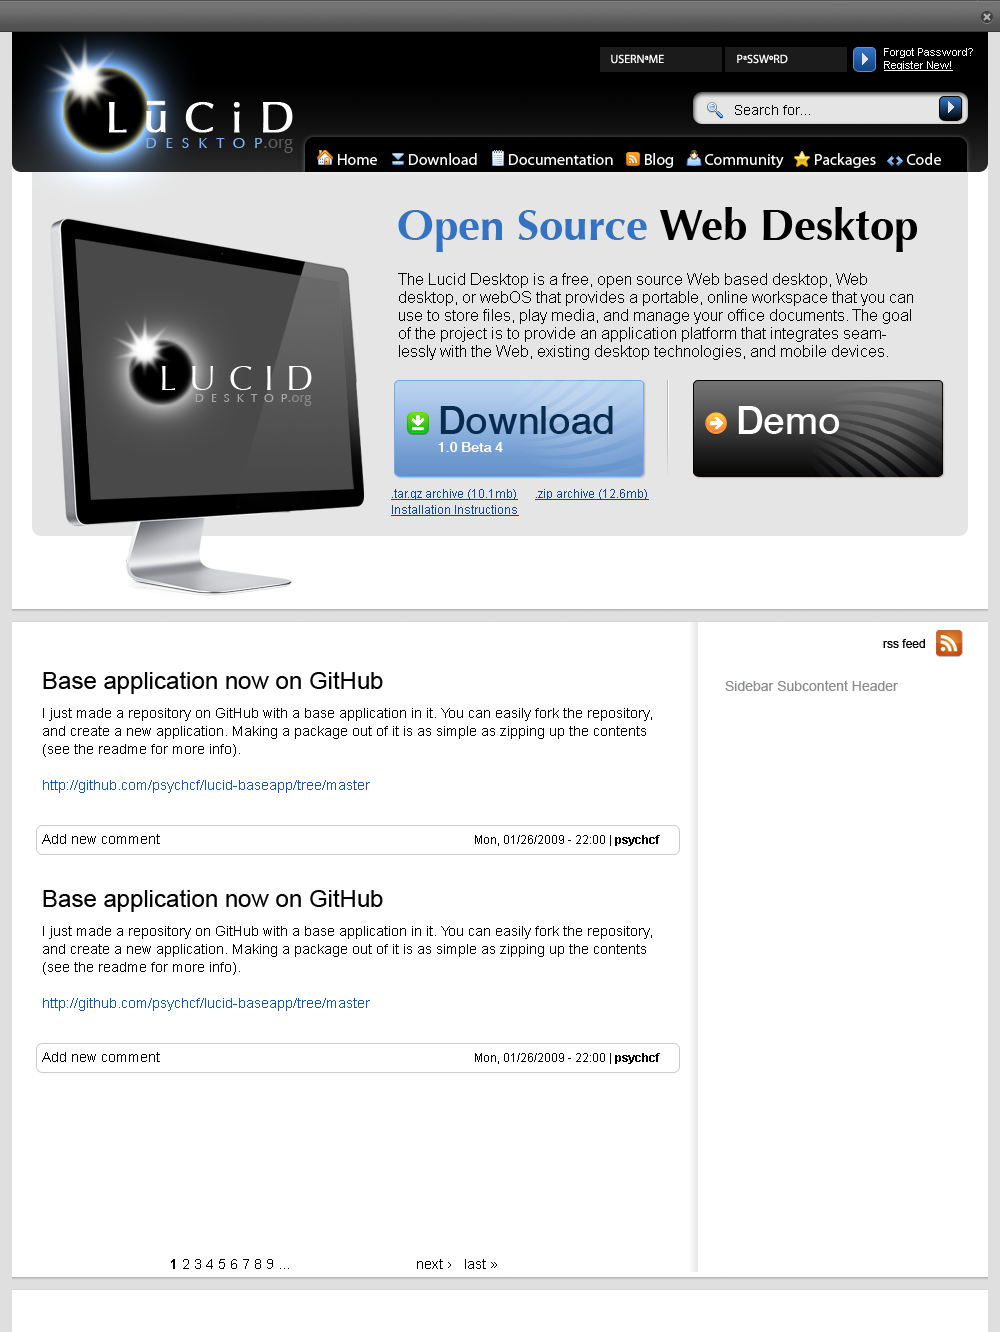 USERNªME
PªSSWºRD
Forgot Password?
Register New!
Search for...
LūCiD
DESKTOP.org
Home
Download
Documentation
Blog
Community
Packages
Code
Open Source Web Desktop
The Lucid Desktop is a free, open source Web based desktop, Web
desktop, or webOS that provides a portable, online workspace that you can
use to store files, play media, and manage your office documents. The goal
of the project is to provide an application platform that integrates seam-
lessly with the Web, existing desktop technologies, and mobile devices.
LUCID
DESKTOP.org
Download
1.0 Beta 4
Demo
.tar.gz archive (10.1mb)
.zip archive (12.6mb)
Installation Instructions
rss feed
Sidebar Subcontent Header
Base application now on GitHub
I just made a repository on GitHub with a base application in it. You can easily fork the repository,
and create a new application. Making a package out of it is as simple as zipping up the contents
(see the readme for more info).
http://github.com/psychcf/lucid-baseapp/tree/master
Add new comment
Mon, 01/26/2009 - 22:00 | psychcf
Base application now on GitHub
I just made a repository on GitHub with a base application in it. You can easily fork the repository,
and create a new application. Making a package out of it is as simple as zipping up the contents
(see the readme for more info).
http://github.com/psychcf/lucid-baseapp/tree/master
Add new comment
Mon, 01/26/2009 - 22:00 | psychcf
1 2 3 4 5 6 7 8 9 ...
next ›
last »